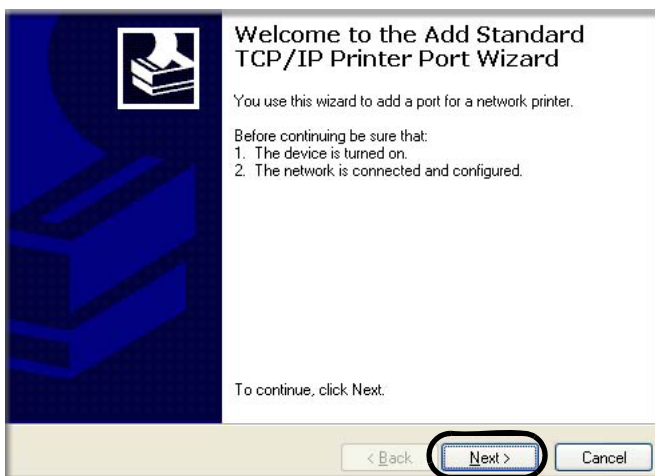 Welcome to the Add Standard
TCP/IP Printer Port Wizard
You use this wizard to add a port for a network printer.
Before continuing be sure that:
1. The device is turned on.
2. The network is connected and configured.
To continue, click Next.
< Back
Next >
Cancel